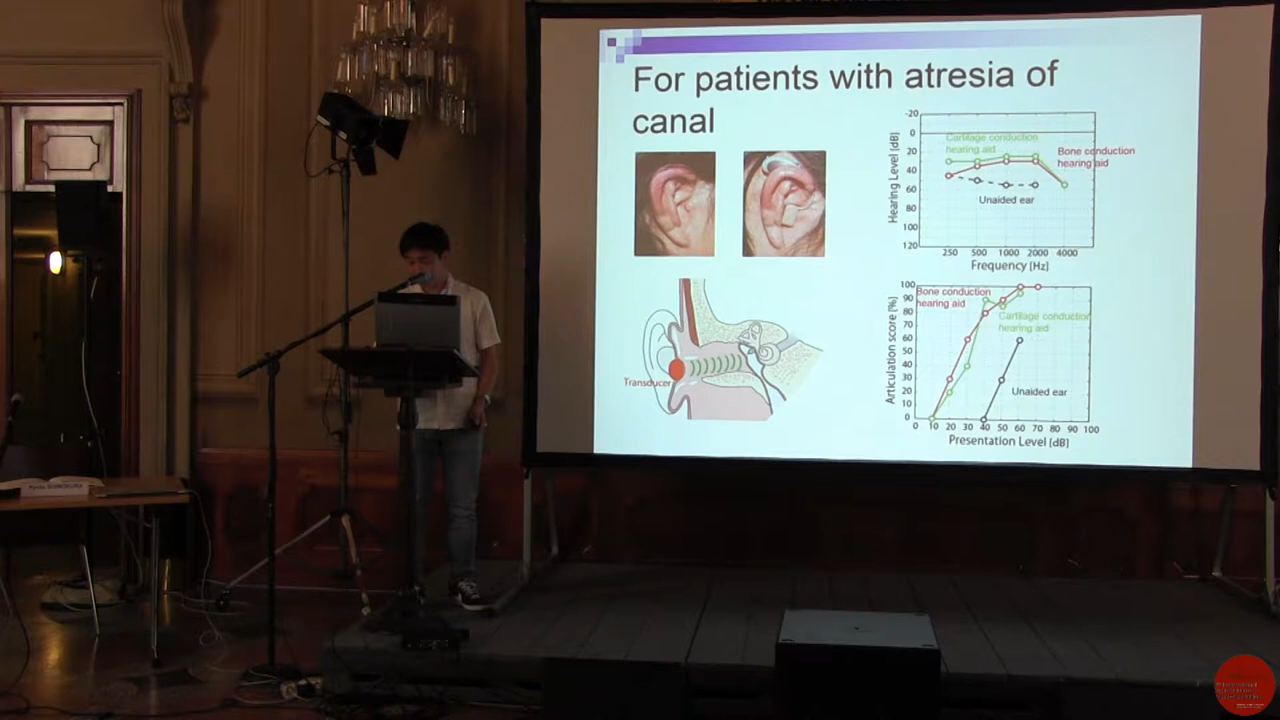 For patients with atresia of
canal
Transducer
Hearing Level (dB)
-20
0
20
40
60
80
100
120
Cartilage conduction
hearing aid
Bone conduction
hearing aid
Unaided ear
250 500 1000 2000 4000
Frequency (Hz)
Articulation score (%)
100
90
80
70
60
50
40
30
20
10
0
Bone conduction
hearing aid
Cartilage conduction
hearing aid
Unaided ear
0 10 20 30 40 50 60 70 80 90 100
Presentation Level (dB)